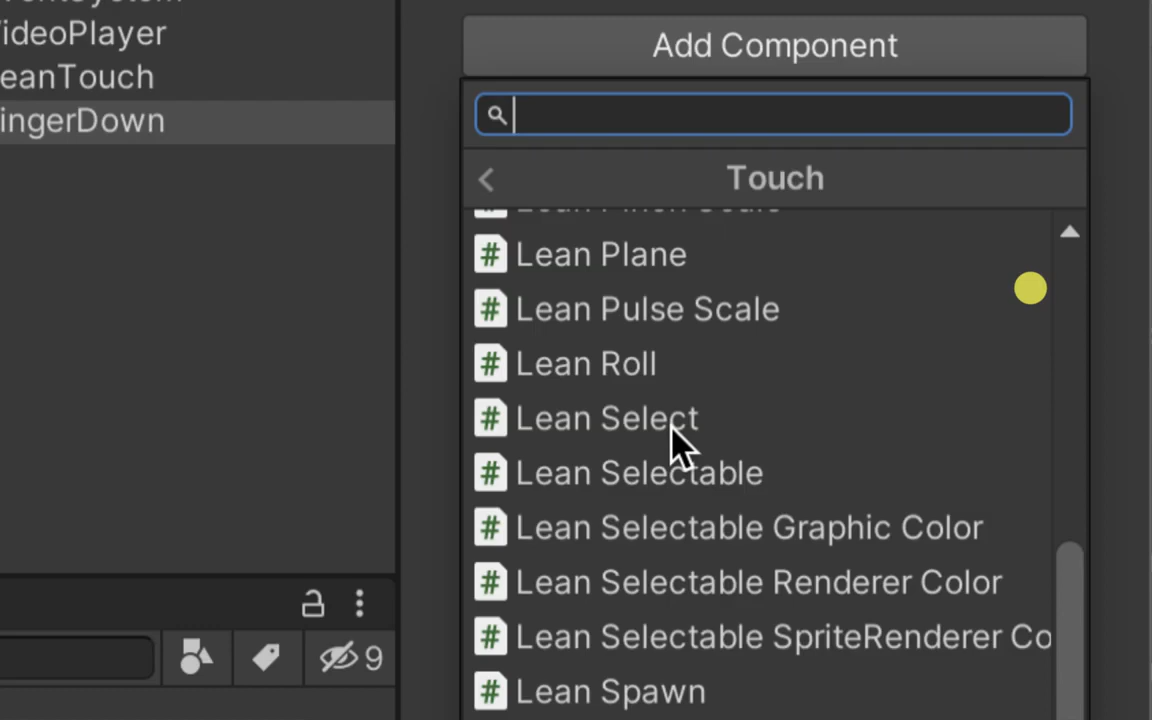 ideoPlayer
eanTouch
ingerDown
9
Add Component
Touch
Lean Plane
Lean Pulse Scale
Lean Roll
Lean Select
Lean Selectable
Lean Selectable Graphic Color
Lean Selectable Renderer Color
Lean Selectable SpriteRenderer Co
Lean Spawn